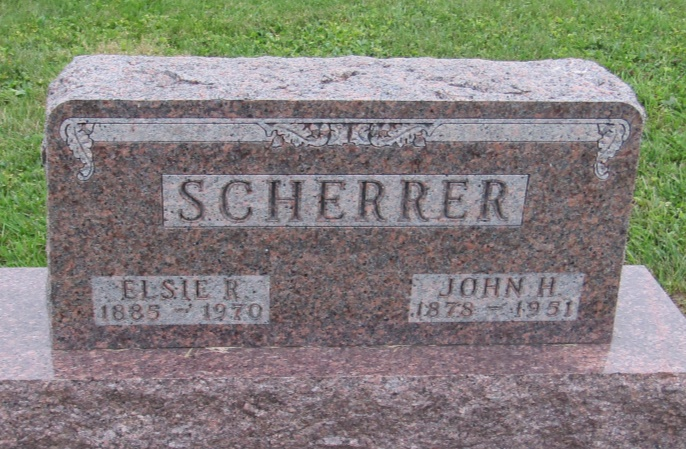 SCHERRER
ELSIE R.
1885 – 1970
JOHN H.
1878 – 1951